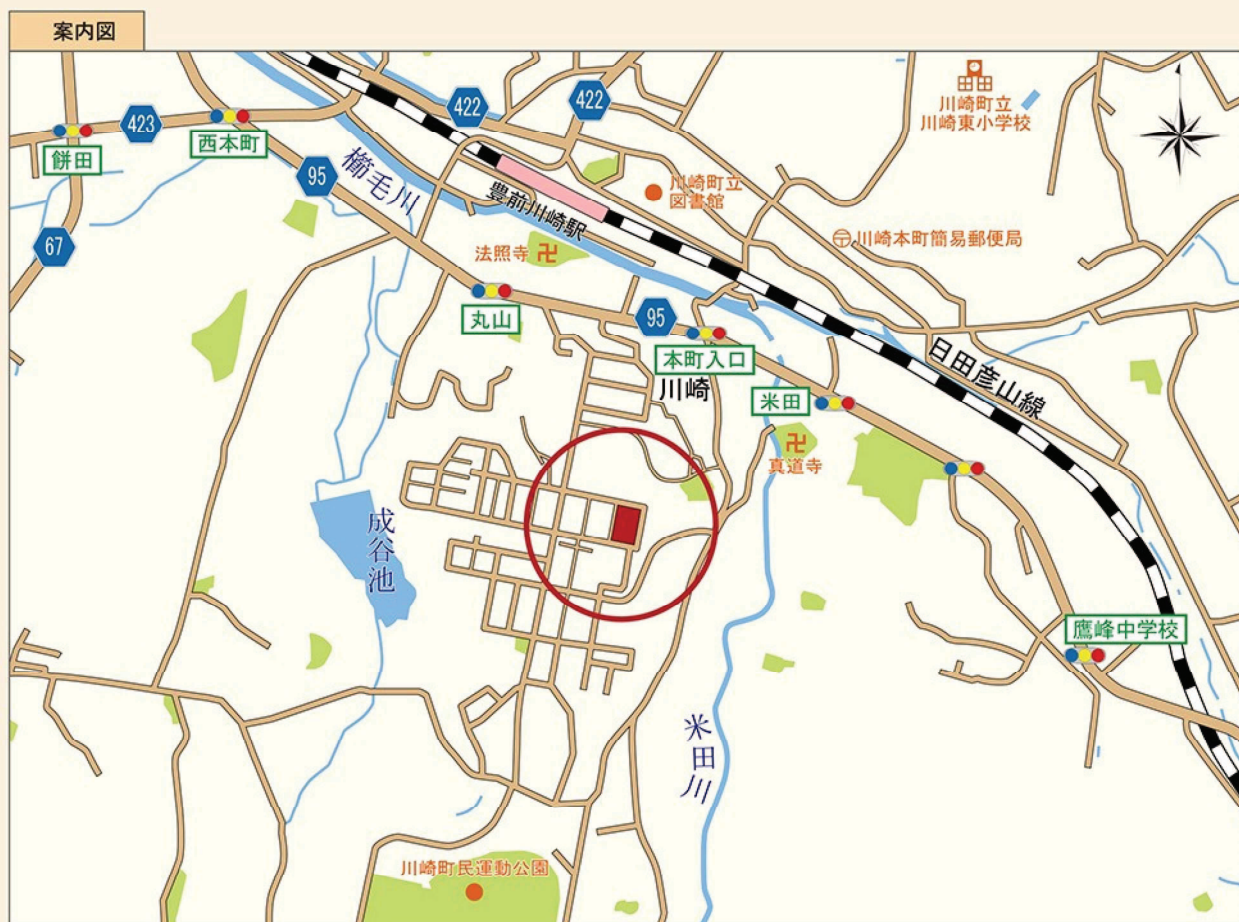 案内図
422
422
川崎町立
川崎東小学校
423
西本町
餅田
95
櫛毛川
豊前川崎駅
川崎町立
図書館
67
法照寺
川崎本町簡易郵便局
丸山
95
本町入口
川崎
日田彦山線
米田
真道寺
成谷池
鷹峰中学校
米田川
川崎町民運動公園